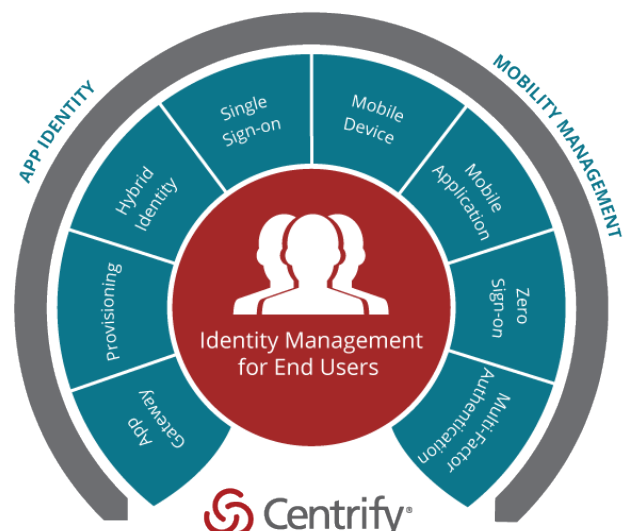 APP IDENTITY
MOBILITY MANAGEMENT
App
Gateway
Provisioning
Hybrid
Identity
Single
Sign-on
Mobile
Device
Mobile
Application
Zero
Sign-on
Multi-Factor
Authentication
Identity Management
for End Users
Centrify®